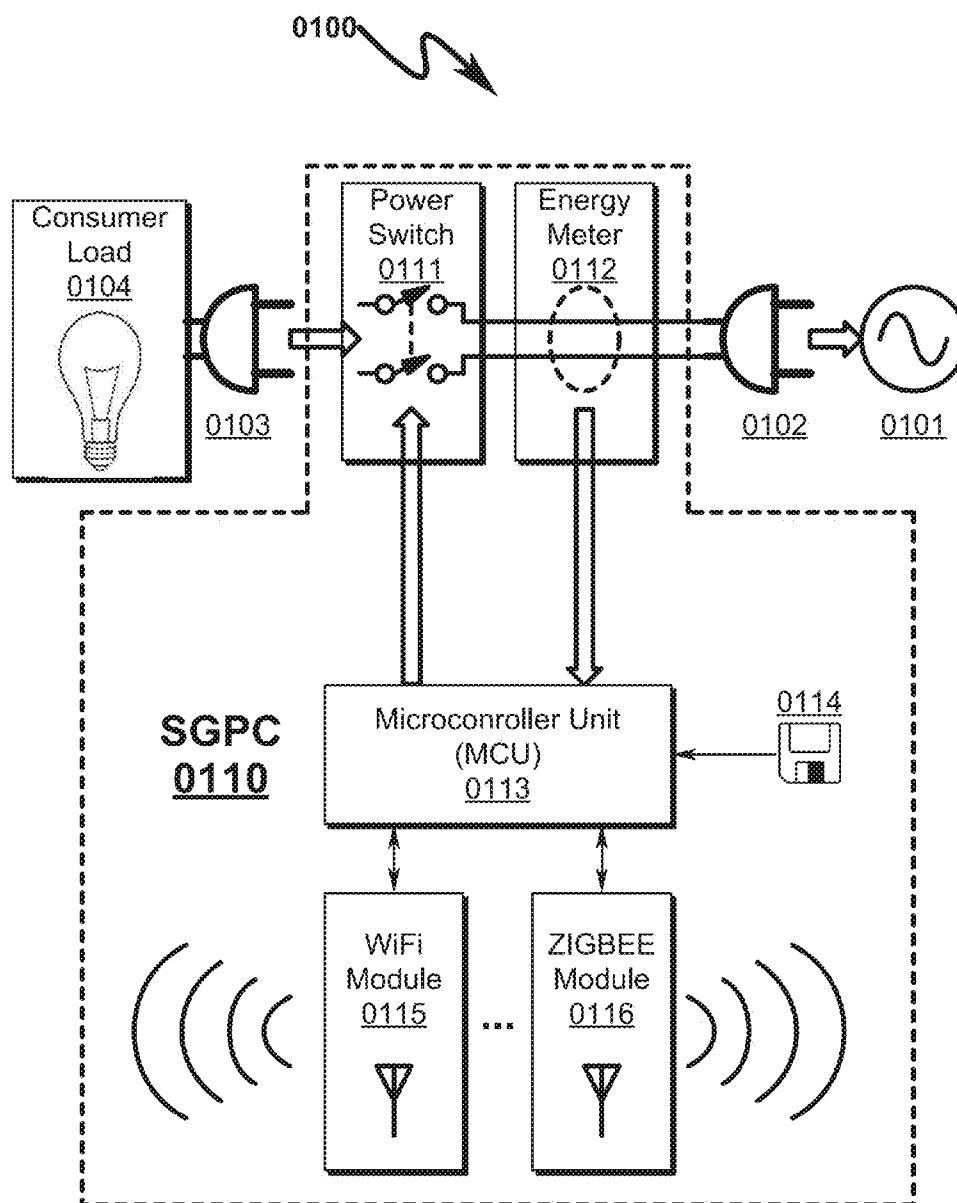 0100
Consumer
Load
0104
Power
Switch
0111
Energy
Meter
0112
0103
0102
0101
SGPC
0110
Microconroller Unit
(MCU)
0113
0114
WiFi
Module
0115
...
ZIGBEE
Module
0116